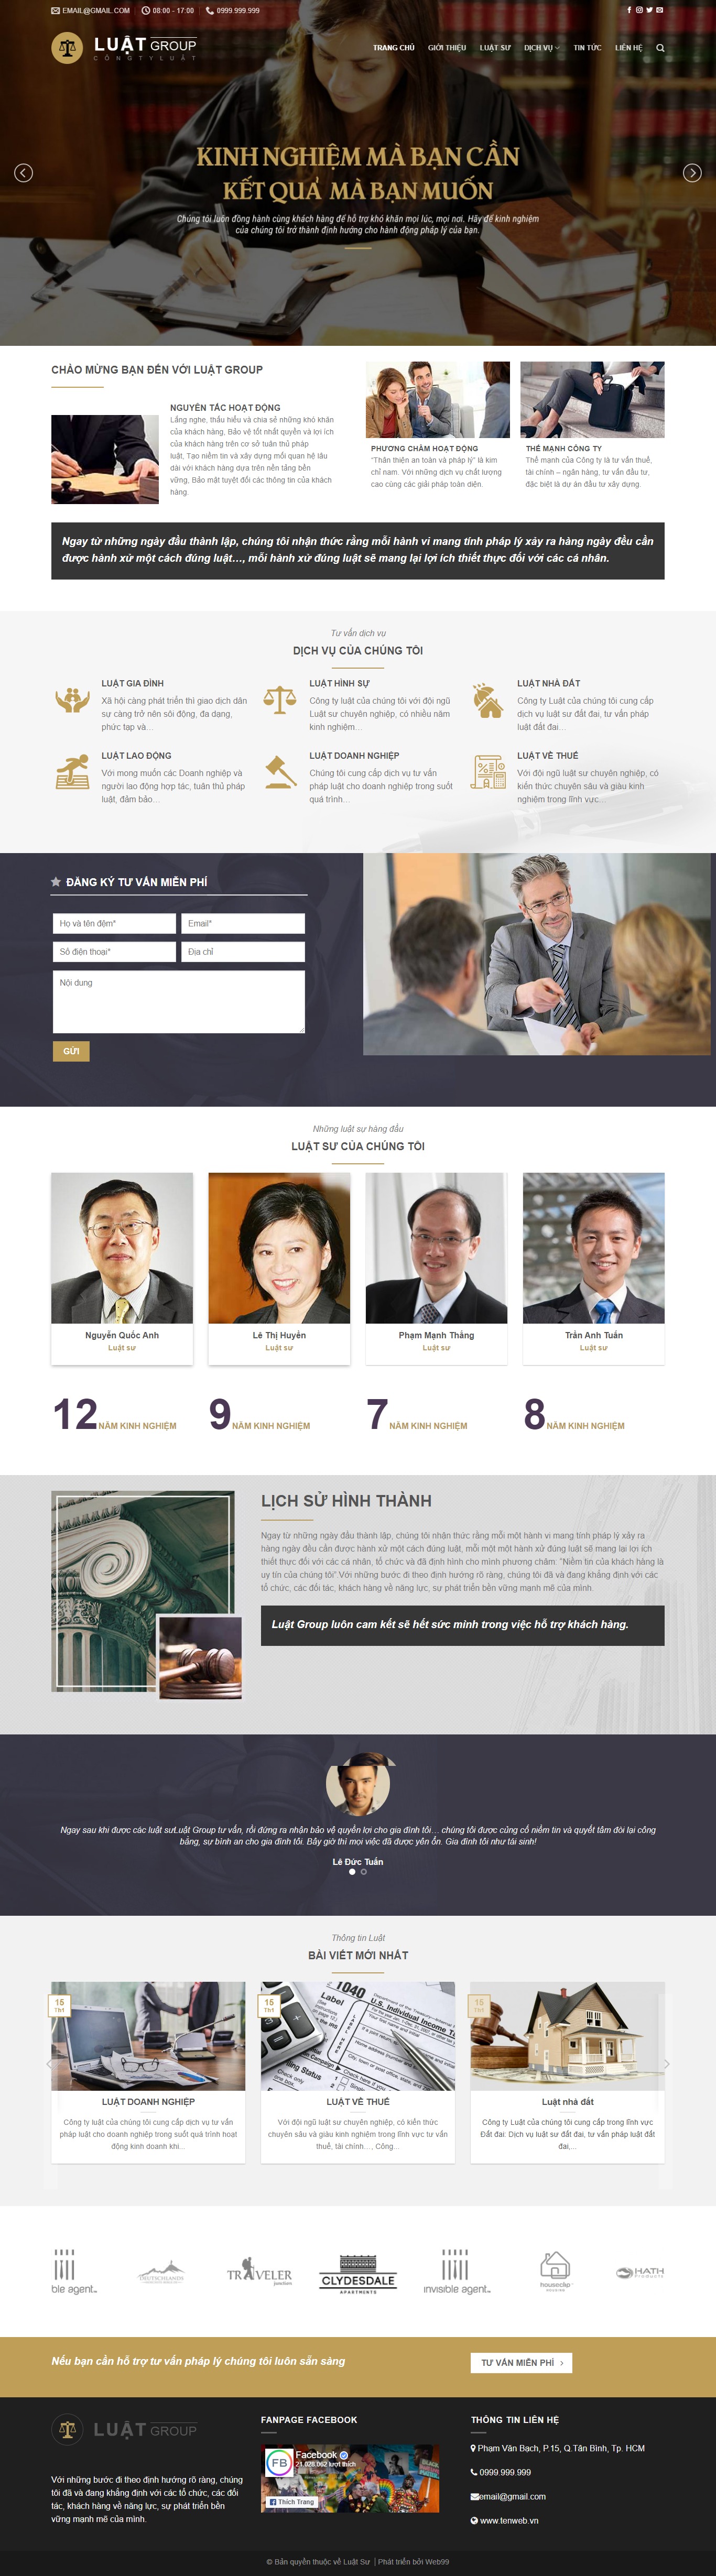 EMAIL@GMAIL.COM
08:00 - 17:00
0999.999.999
LUẬT GROUP
CÔNG TY LUẬT
TRANG CHỦ
GIỚI THIỆU
LUẬT SƯ
DỊCH VỤ
TIN TỨC
LIÊN HỆ
KINH NGHIỆM MÀ BẠN CẦN
KẾT QUẢ MÀ BẠN MUỐN
Chúng tôi luôn đồng hành cùng khách hàng để hỗ trợ khó khăn mọi lúc, mọi nơi. Hãy để kinh nghiệm
của chúng tôi trở thành định hướng cho hành động pháp lý của bạn.
CHÀO MỪNG BẠN ĐẾN VỚI LUẬT GROUP
NGUYÊN TẮC HOẠT ĐỘNG
Lắng nghe, thấu hiểu và chia sẻ những khó khăn
của khách hàng, Bảo vệ tốt nhất quyền và lợi ích
của khách hàng trên cơ sở tuân thủ pháp
luật, Tạo niềm tin và xây dựng mối quan hệ lâu
dài với khách hàng dựa trên nền tảng bền
vững, Bảo mật tuyệt đối các thông tin của khách
hàng.
PHƯƠNG CHÂM HOẠT ĐỘNG
"Thân thiện an toàn và pháp lý" là kim
chỉ nam. Với những dịch vụ chất lượng
cao cùng các giải pháp toàn diện.
THẾ MẠNH CÔNG TY
Thế mạnh của Công ty là tư vấn thuế,
tài chính – ngân hàng, tư vấn đầu tư,
đặc biệt là dự án đầu tư xây dựng.
Ngay từ những ngày đầu thành lập, chúng tôi nhận thức rằng mỗi hành vi mang tính pháp lý xảy ra hàng ngày đều cần
được hành xử một cách đúng luật…, mỗi hành xử đúng luật sẽ mang lại lợi ích thiết thực đối với các cá nhân.
Tư vấn dịch vụ
DỊCH VỤ CỦA CHÚNG TÔI
LUẬT GIA ĐÌNH
Xã hội càng phát triển thì giao dịch dân
sự càng trở nên sôi động, đa dạng,
phức tạp và…
LUẬT HÌNH SỰ
Công ty luật của chúng tôi với đội ngũ
Luật sư chuyên nghiệp, có nhiều năm
kinh nghiệm…
LUẬT NHÀ ĐẤT
Công ty Luật của chúng tôi cung cấp
dịch vụ luật sư đất đai, tư vấn pháp
luật đất đai…
LUẬT LAO ĐỘNG
Với mong muốn các Doanh nghiệp và
người lao động hợp tác, tuân thủ pháp
luật, đảm bảo…
LUẬT DOANH NGHIỆP
Chúng tôi cung cấp dịch vụ tư vấn
pháp luật cho doanh nghiệp trong suốt
quá trình…
LUẬT VỀ THUẾ
Với đội ngũ luật sư chuyên nghiệp, có
kiến thức chuyên sâu và giàu kinh
nghiệm trong lĩnh vực…
ĐĂNG KÝ TƯ VẤN MIỄN PHÍ
Họ và tên đệm*
Email*
Số điện thoại*
Địa chỉ
Nội dung
GỬI
Những luật sự hàng đầu
LUẬT SƯ CỦA CHÚNG TÔI
Nguyễn Quốc Anh
Luật sư
Lê Thị Huyền
Luật sư
Phạm Mạnh Thắng
Luật sư
Trần Anh Tuấn
Luật sư
12 NĂM KINH NGHIỆM
9 NĂM KINH NGHIỆM
7 NĂM KINH NGHIỆM
8 NĂM KINH NGHIỆM
LỊCH SỬ HÌNH THÀNH
Ngay từ những ngày đầu thành lập, chúng tôi nhận thức rằng mỗi một hành vi mang tính pháp lý xảy ra
hàng ngày đều cần được hành xử một cách đúng luật, mỗi một một hành xử đúng luật sẽ mang lại lợi ích
thiết thực đối với các cá nhân, tổ chức và đã định hình cho mình phương châm: "Niềm tin của khách hàng là
uy tín của chúng tôi".Với những bước đi theo định hướng rõ ràng, chúng tôi đã và đang khẳng định với các
tổ chức, các đối tác, khách hàng về năng lực, sự phát triển bền vững mạnh mẽ của mình.
Luật Group luôn cam kết sẽ hết sức mình trong việc hỗ trợ khách hàng.
Ngay sau khi được các luật sưLuật Group tư vấn, rồi đứng ra nhận bảo vệ quyền lợi cho gia đình tôi… chúng tôi được củng cố niềm tin và quyết tâm đòi lại công
bằng, sự bình an cho gia đình tôi. Bây giờ thì mọi việc đã được yên ổn. Gia đình tôi như tái sinh!
Lê Đức Tuấn
Thông tin Luật
BÀI VIẾT MỚI NHẤT
15
Th1
LUẬT DOANH NGHIỆP
Công ty luật của chúng tôi cung cấp dịch vụ tư vấn
pháp luật cho doanh nghiệp trong suốt quá trình hoạt
động kinh doanh khi...
15
Th1
1040
Label
LUẬT VỀ THUẾ
Với đội ngũ luật sư chuyên nghiệp, có kiến thức
chuyên sâu và giàu kinh nghiệm trong lĩnh vực tư vấn
thuế, tài chính…, Công...
15
Th1
Luật nhà đất
Công ty Luật của chúng tôi cung cấp trong lĩnh vực
Đất đai: Dịch vụ luật sư đất đai, tư vấn pháp luật đất
đai,...
ble agent
DEUTSCHLANDS
TRAVELER
junction
CLYDESDALE
APARTMENTS
invisible agent
houseclip
HATH
PRODUCTS
Nếu bạn cần hỗ trợ tư vấn pháp lý chúng tôi luôn sẵn sàng
TƯ VẤN MIỄN PHÍ
LUẬT GROUP
Với những bước đi theo định hướng rõ ràng, chúng
tôi đã và đang khẳng định với các tổ chức, các đối
tác, khách hàng về năng lực, sự phát triển bền
vững mạnh mẽ của mình.
FANPAGE FACEBOOK
FB
Facebook
21.028.062 lượt thích
Thích Trang
THÔNG TIN LIÊN HỆ
Phạm Văn Bạch, P.15, Q.Tân Bình, Tp. HCM
0999.999.999
email@gmail.com
www.tenweb.vn
© Bản quyền thuộc về Luật Sư | Phát triển bởi Web99